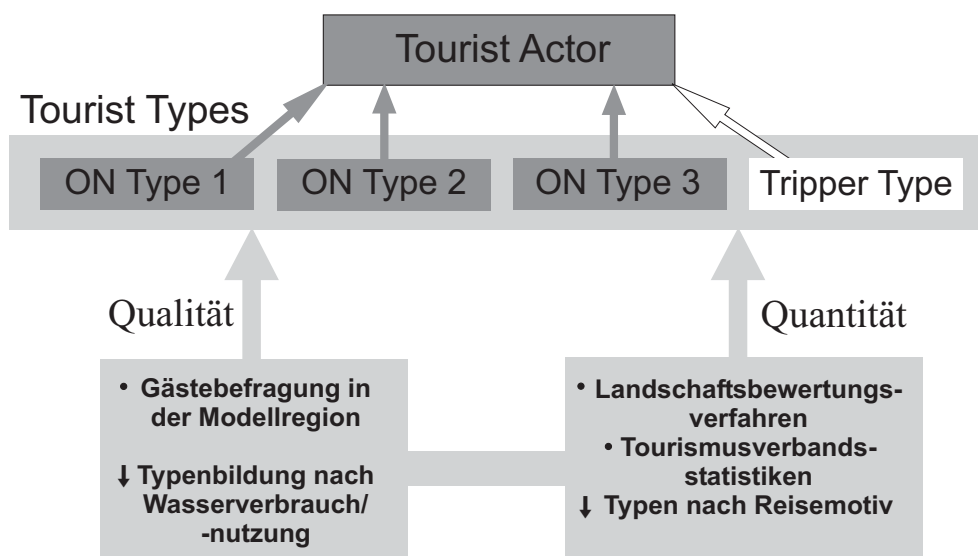 Tourist Actor
Tourist Types
ON Type 1
ON Type 2
ON Type 3
Tripper Type
Qualität
Quantität
• Gästebefragung in
der Modellregion
↓ Typenbildung nach
Wasserverbrauch/
-nutzung
• Landschaftsbewertungs-
verfahren
• Tourismusverbands-
statistiken
↓ Typen nach Reisemotiv